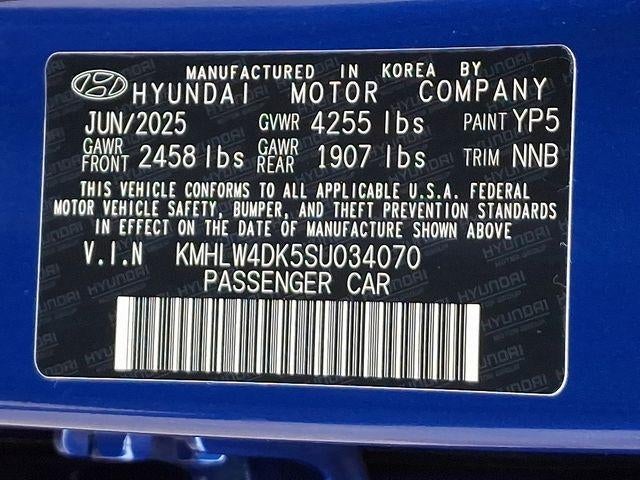 MANUFACTURED IN KOREA BY
HYUNDAI MOTOR COMPANY
JUN/2025 GVWR 4255 lbs PAINT YP5
GAWR FRONT 2458 lbs GAWR REAR 1907 lbs TRIM NNB
THIS VEHICLE CONFORMS TO ALL APPLICABLE U.S.A. FEDERAL
MOTOR VEHICLE SAFETY, BUMPER, AND THEFT PREVENTION STANDARDS
IN EFFECT ON THE DATE OF MANUFACTURE SHOWN ABOVE
V.I.N KMHLW4DK5SU034070
PASSENGER CAR